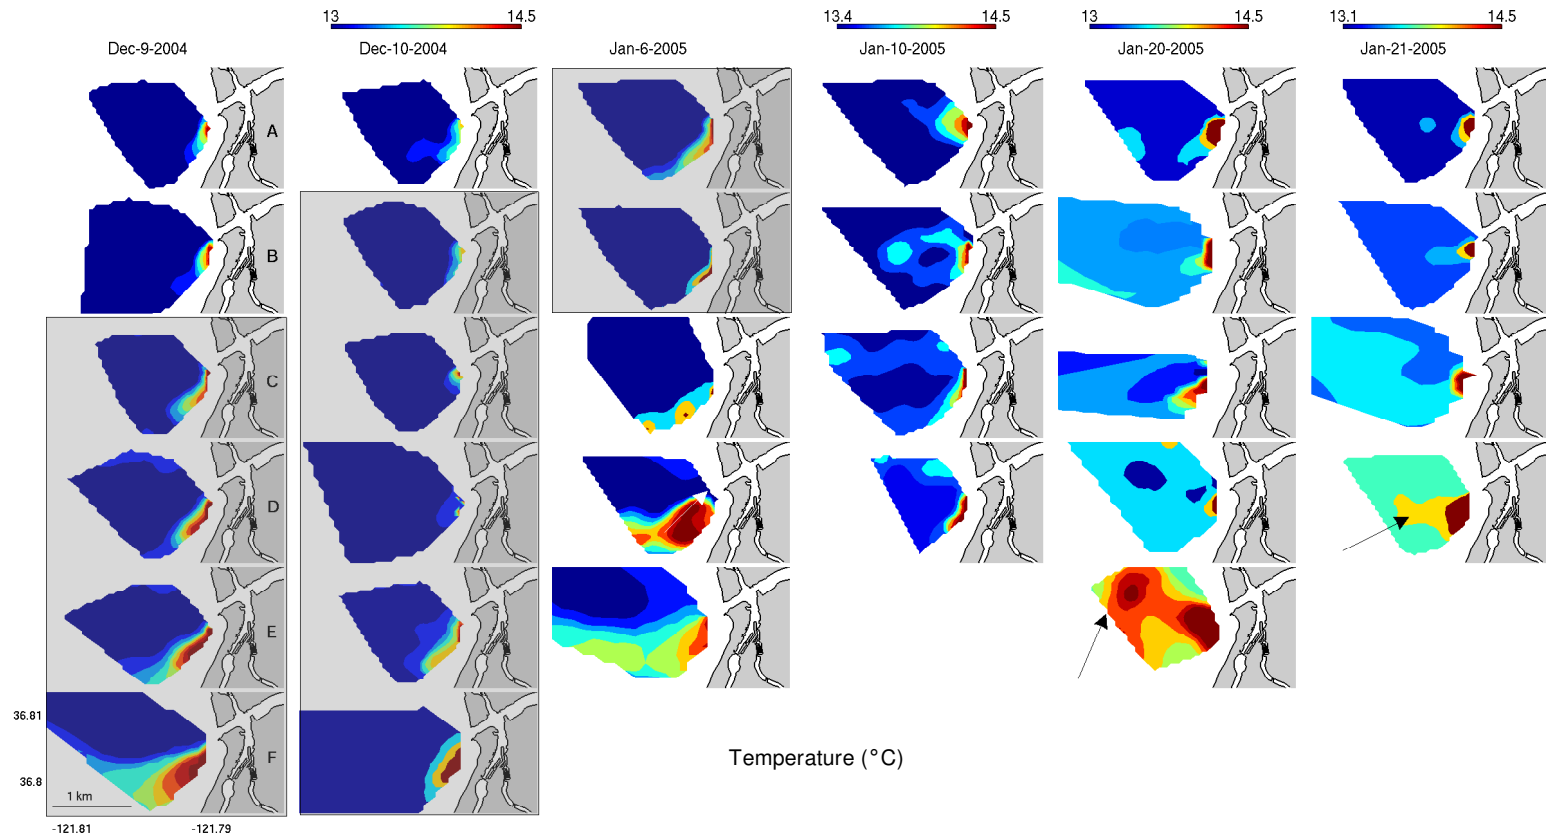 13 14.5 13.4 14.5 13 14.5 13.1 14.5
Dec-9-2004 Dec-10-2004 Jan-6-2005 Jan-10-2005 Jan-20-2005 Jan-21-2005
A
B
C
D
E
36.81
F
Temperature (°C)
36.8
1 km
-121.81 -121.79